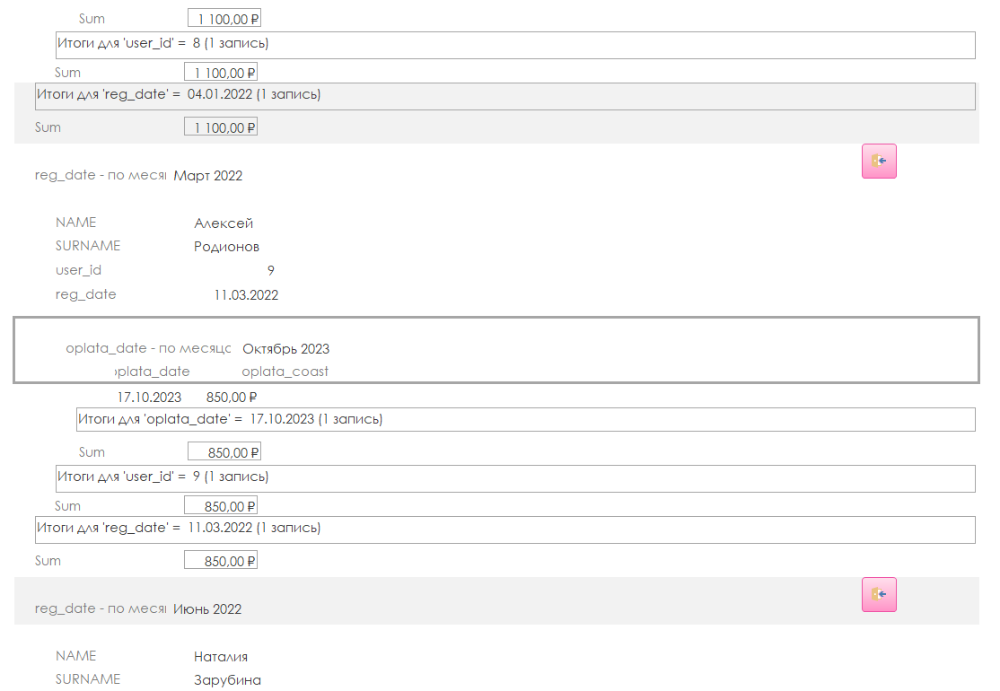 Sum 1 100,00 ₽
Итоги для 'user_id' = 8 (1 запись)
Sum 1 100,00 ₽
Итоги для 'reg_date' = 04.01.2022 (1 запись)
Sum 1 100,00 ₽
reg_date - по меся Март 2022
NAME Алексей
SURNAME Родионов
user_id 9
reg_date 11.03.2022
oplata_date - по месяцс Октябрь 2023
oplata_date oplata_coast
17.10.2023 850,00 ₽
Итоги для 'oplata_date' = 17.10.2023 (1 запись)
Sum 850,00 ₽
Итоги для 'user_id' = 9 (1 запись)
Sum 850,00 ₽
Итоги для 'reg_date' = 11.03.2022 (1 запись)
Sum 850,00 ₽
reg_date - по меся Июнь 2022
NAME Наталия
SURNAME Зарубина